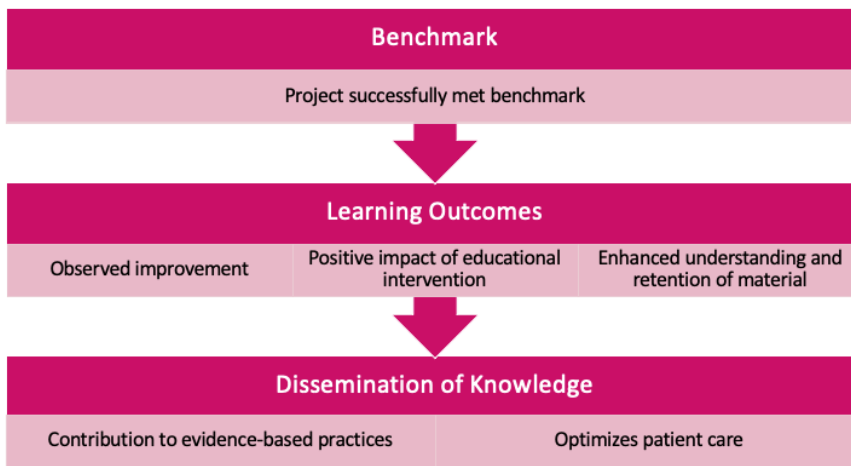 Benchmark
Project successfully met benchmark
Learning Outcomes
Observed improvement
Positive impact of educational
intervention
Enhanced understanding and
retention of material
Dissemination of Knowledge
Contribution to evidence-based practices
Optimizes patient care